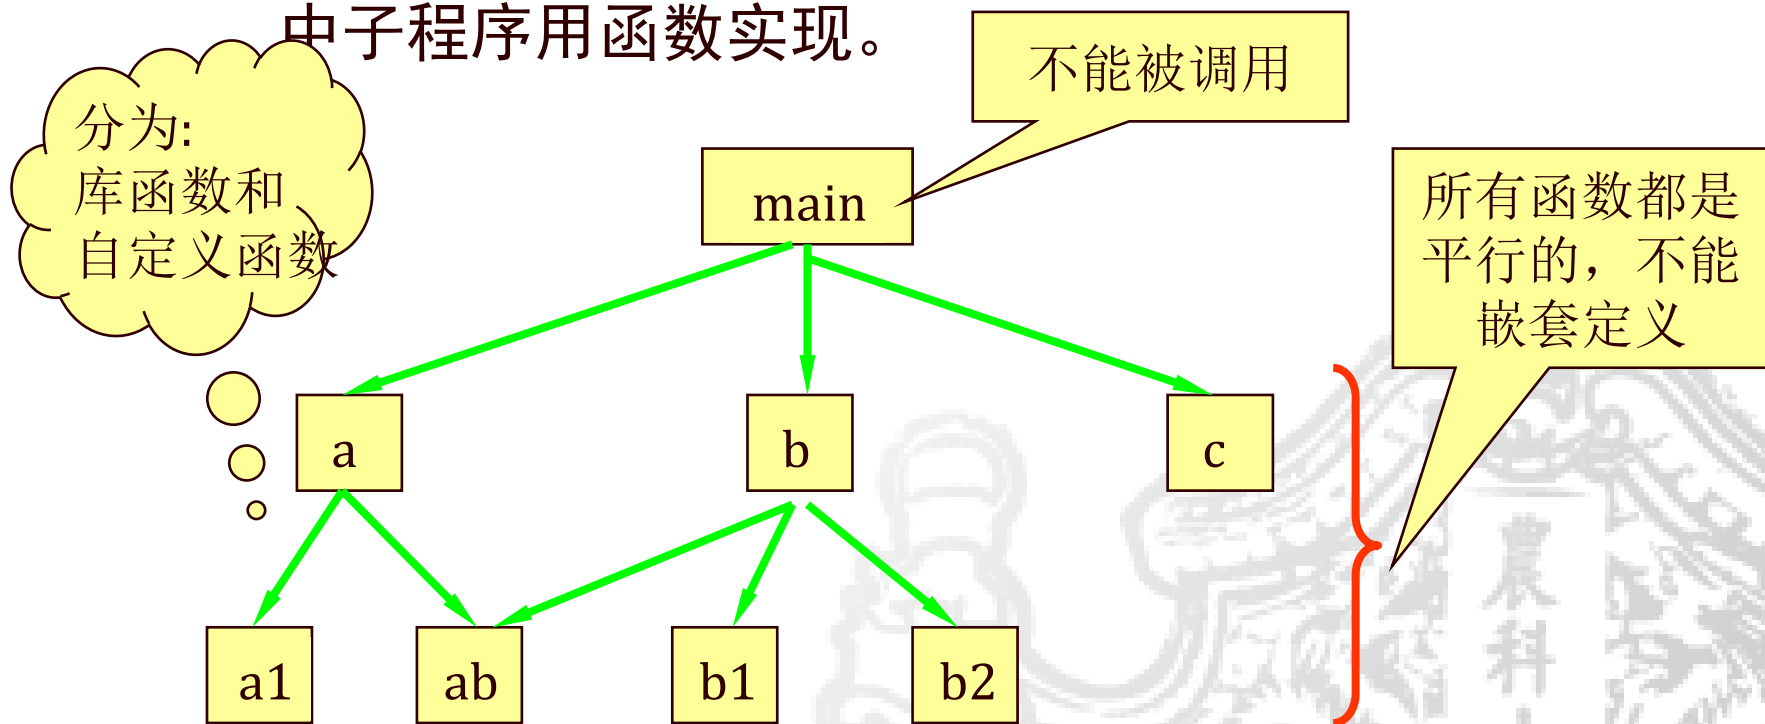 中子程序用函数实现。
不能被调用
分为:
库函数和
自定义函数
main
所有函数都是
平行的，不能
嵌套定义
a
b
c
a1
ab
b1
b2
農
科